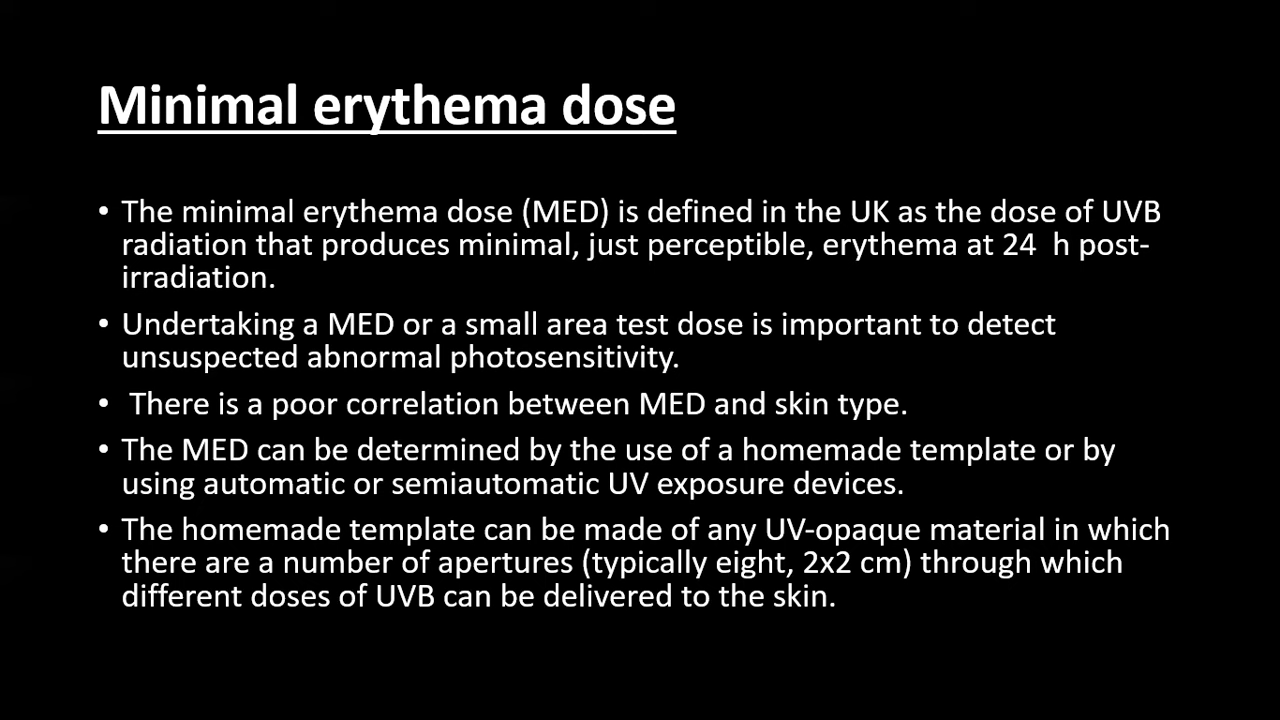 Minimal erythema dose
• The minimal erythema dose (MED) is defined in the UK as the dose of UVB
radiation that produces minimal, just perceptible, erythema at 24  h post-
irradiation.
• Undertaking a MED or a small area test dose is important to detect
unsuspected abnormal photosensitivity.
•  There is a poor correlation between MED and skin type.
• The MED can be determined by the use of a homemade template or by
using automatic or semiautomatic UV exposure devices.
• The homemade template can be made of any UV-opaque material in which
there are a number of apertures (typically eight, 2x2 cm) through which
different doses of UVB can be delivered to the skin.